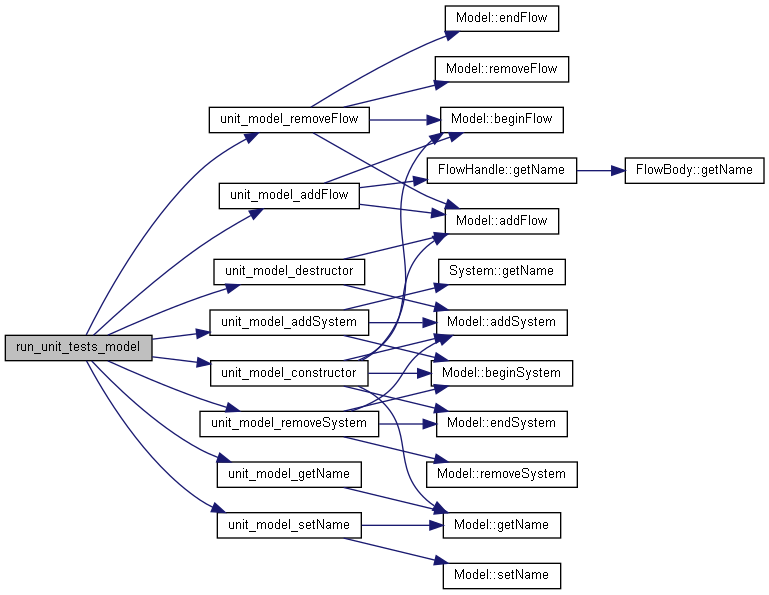 Model::endFlow
Model::removeFlow
unit_model_removeFlow
Model::beginFlow
FlowHandle::getName
FlowBody::getName
unit_model_addFlow
Model::addFlow
unit_model_destructor
System::getName
unit_model_addSystem
Model::addSystem
run_unit_tests_model
unit_model_constructor
Model::beginSystem
unit_model_removeSystem
Model::endSystem
unit_model_getName
Model::removeSystem
unit_model_setName
Model::getName
Model::setName